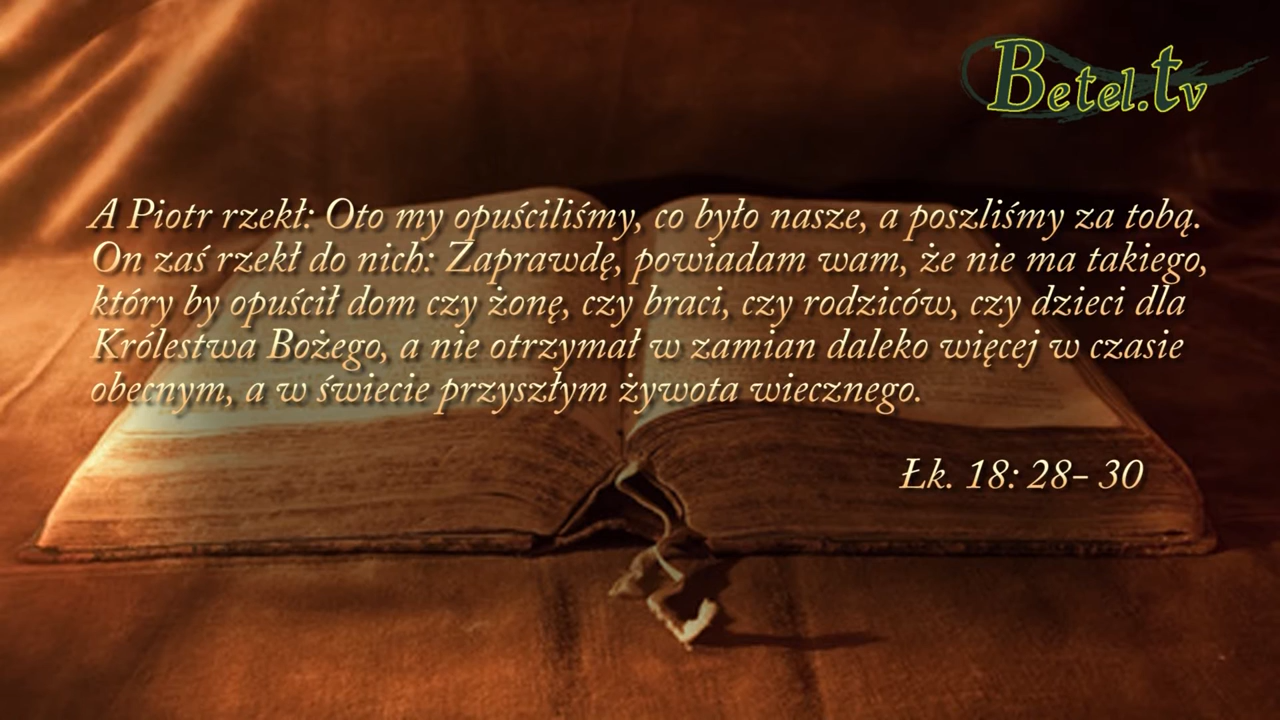 Betel.tv
A Piotr rzekł: Oto my opuściliśmy, co było nasze, a poszliśmy za tobą.
On zaś rzekł do nich: Zaprawdę, powiadam wam, że nie ma takiego,
który by opuścił dom czy żonę, czy braci, czy rodziców, czy dzieci dla
Królestwa Bożego, a nie otrzymał w zamian daleko więcej w czasie
obecnym, a w świecie przyszłym żywota wiecznego.
Łk. 18: 28- 30